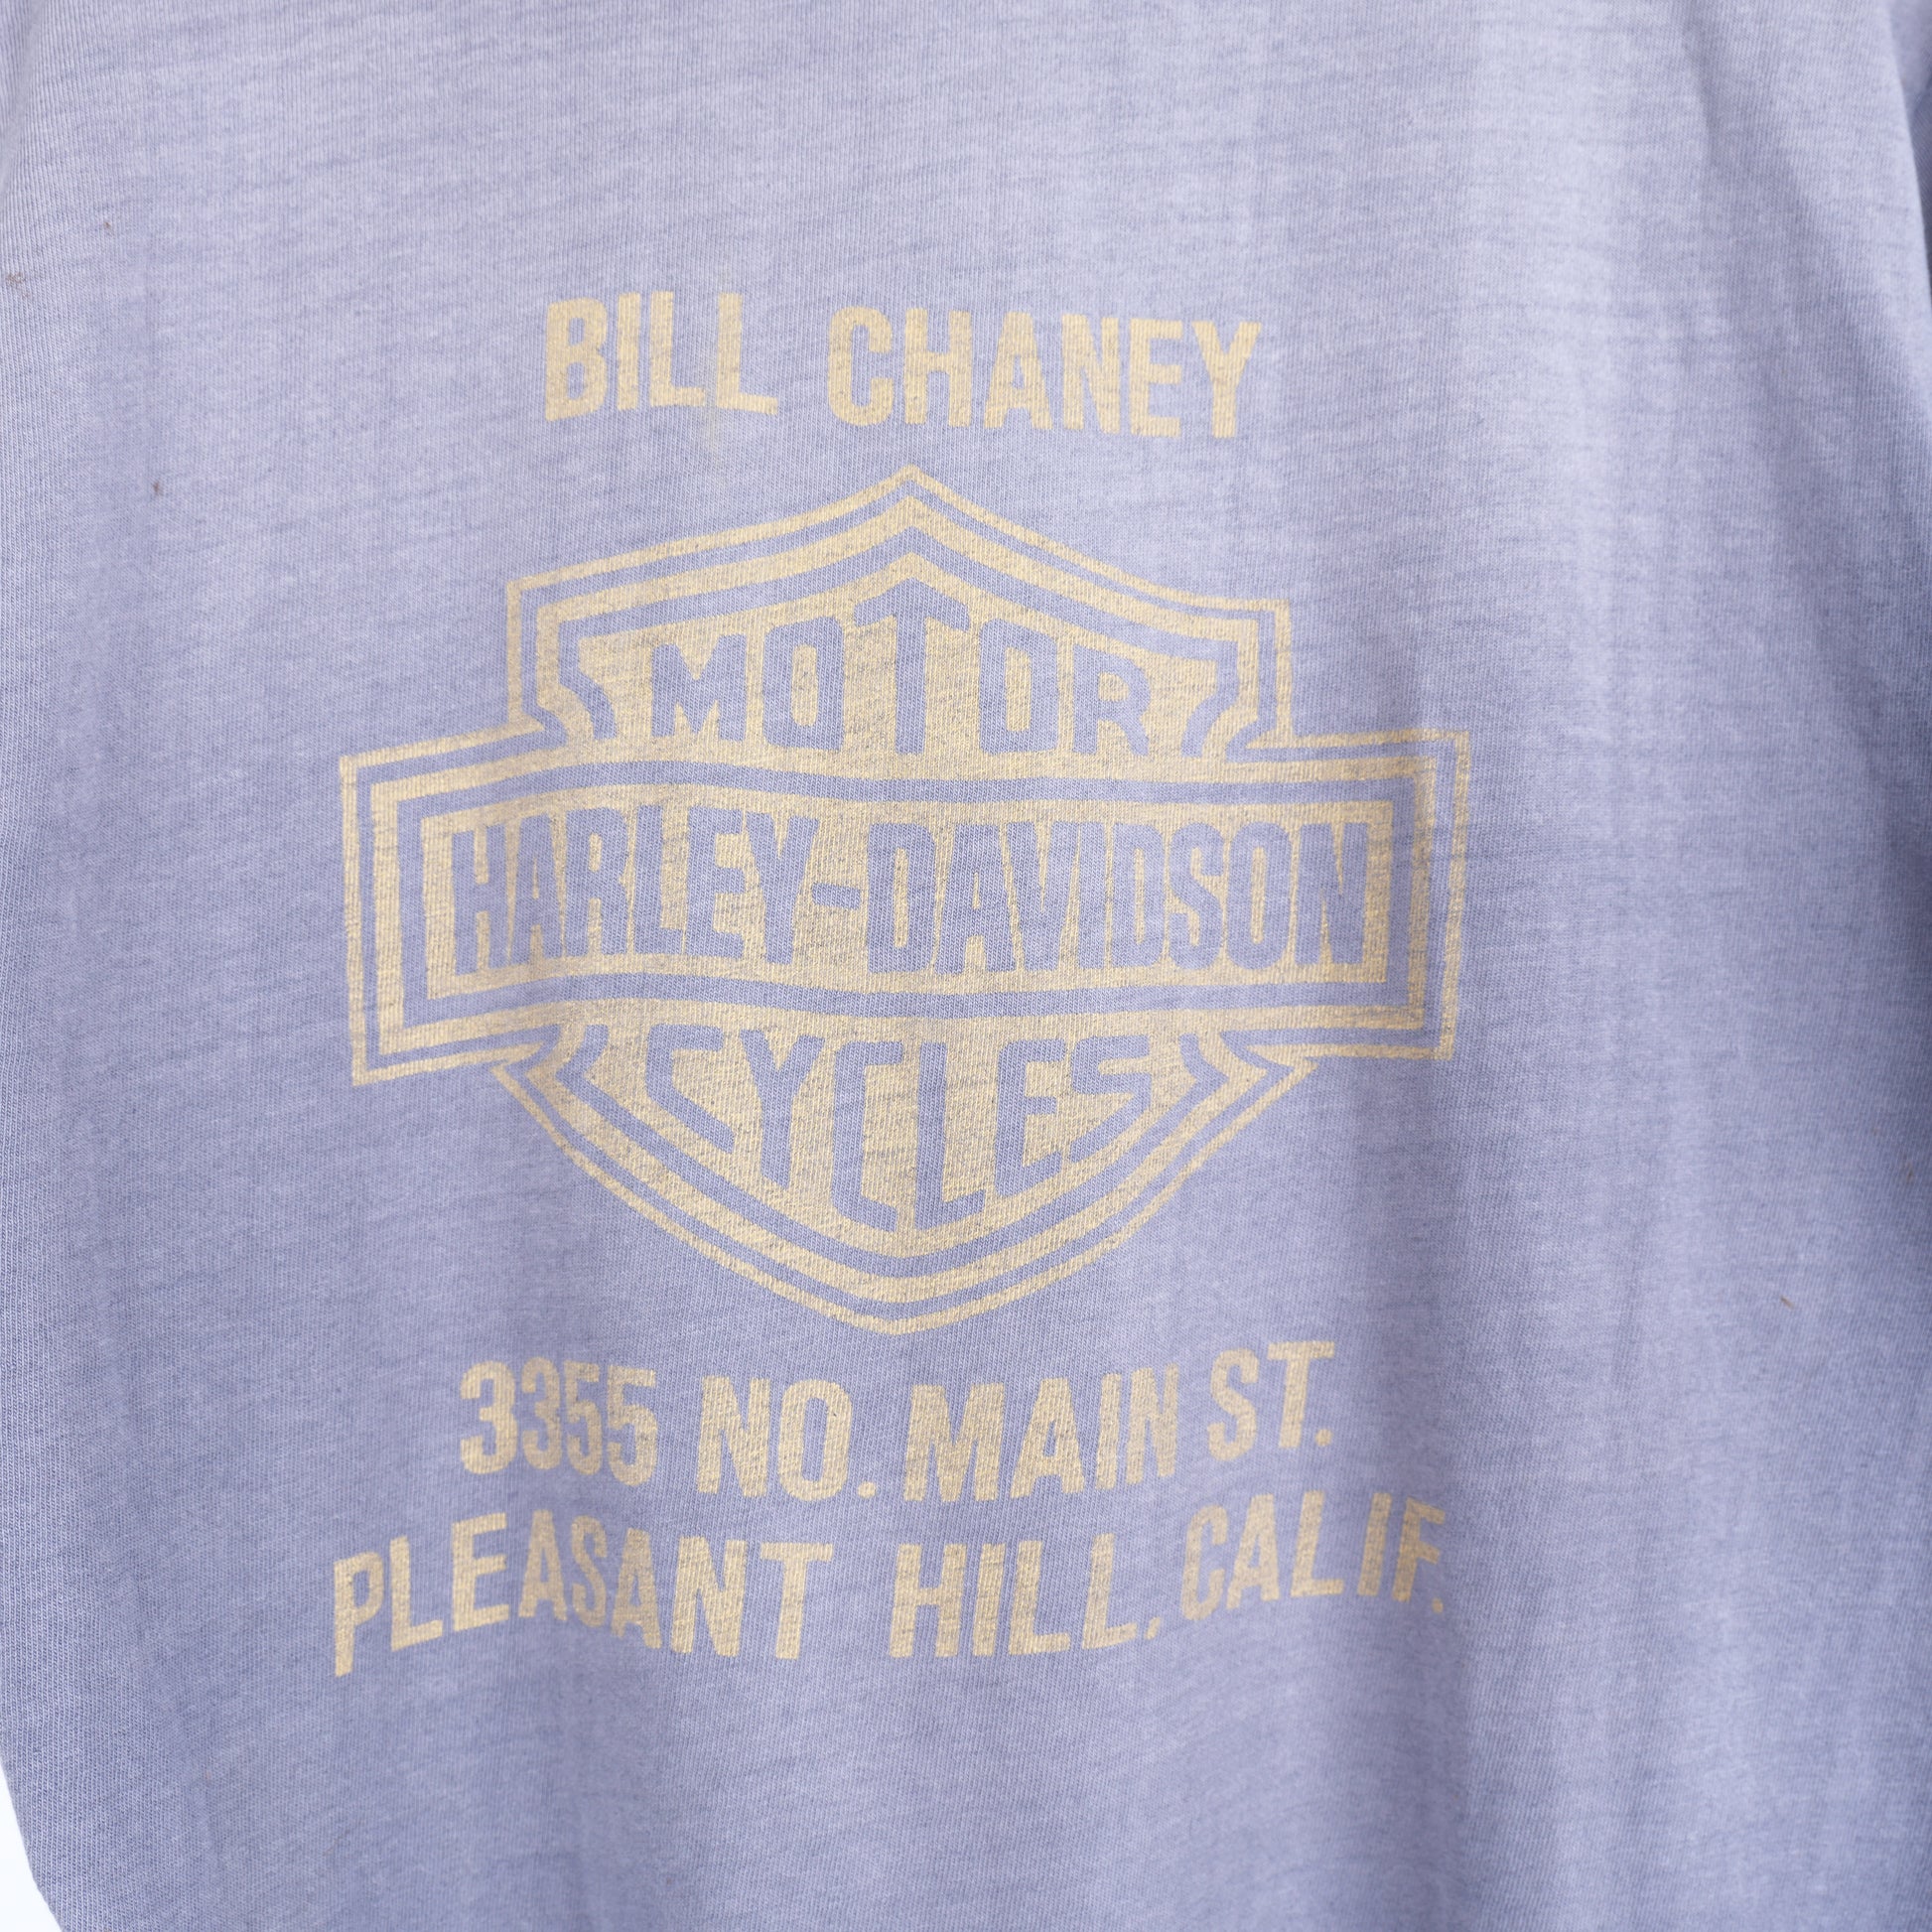 BILL CHANEY
MOTOR
HARLEY-DAVIDSON
CYCLES
3355 NO. MAIN ST.
PLEASANT HILL, CALIF.